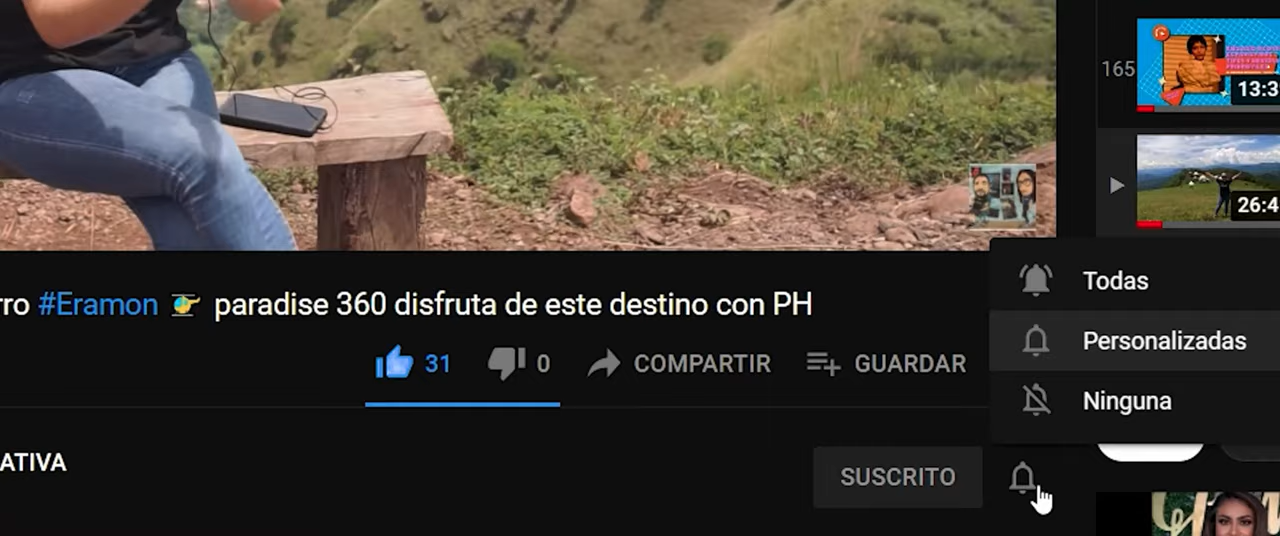 165
13:3
26:4
rro #Eramon paradise 360 disfruta de este destino con PH
31 0 COMPARTIR GUARDAR
Todas
Personalizadas
Ninguna
ATIVA
SUSCRITO